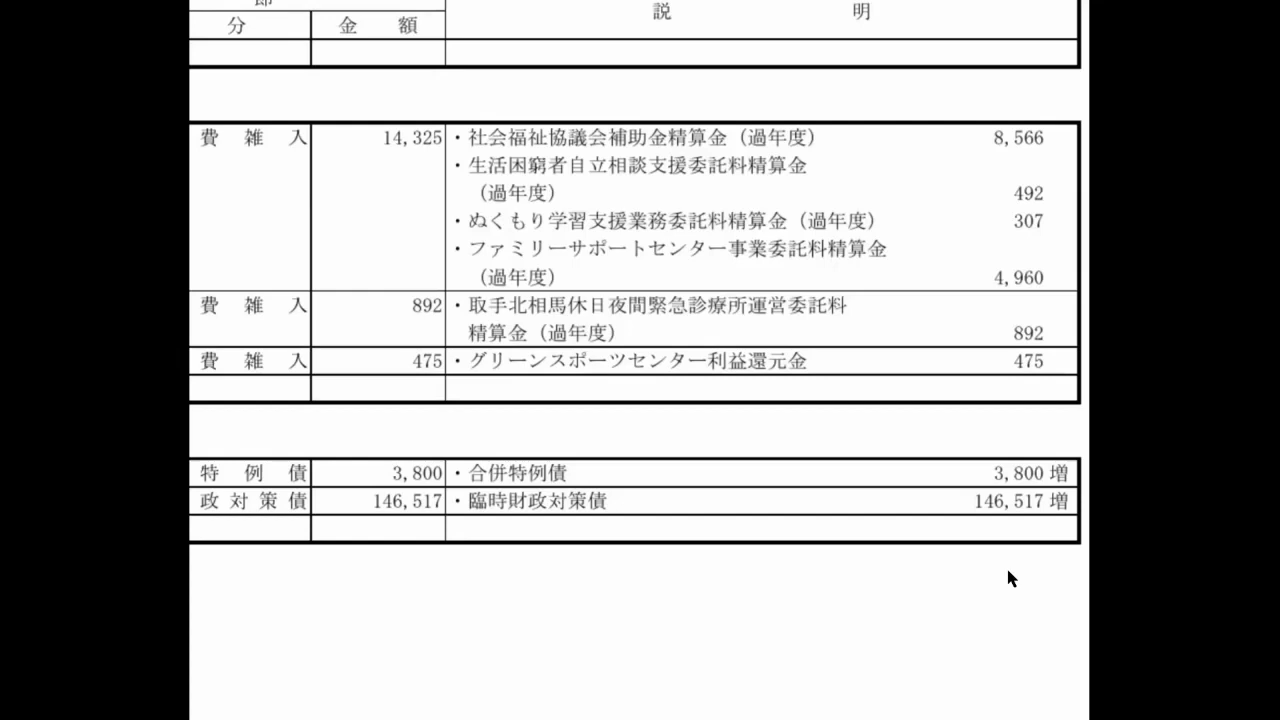 説 明
分 金 額
費 雑 入 14,325 ・社会福祉協議会補助金精算金（過年度） 8,566
・生活困窮者自立相談支援委託料精算金
（過年度） 492
・ぬくもり学習支援業務委託料精算金（過年度） 307
・ファミリーサポートセンター事業委託料精算金
（過年度） 4,960
費 雑 入 892 ・取手北相馬休日夜間緊急診療所運営委託料
精算金（過年度） 892
費 雑 入 475 ・グリーンスポーツセンター利益還元金 475
特 例 債 3,800 ・合併特例債 3,800 増
政 対 策 債 146,517 ・臨時財政対策債 146,517 増